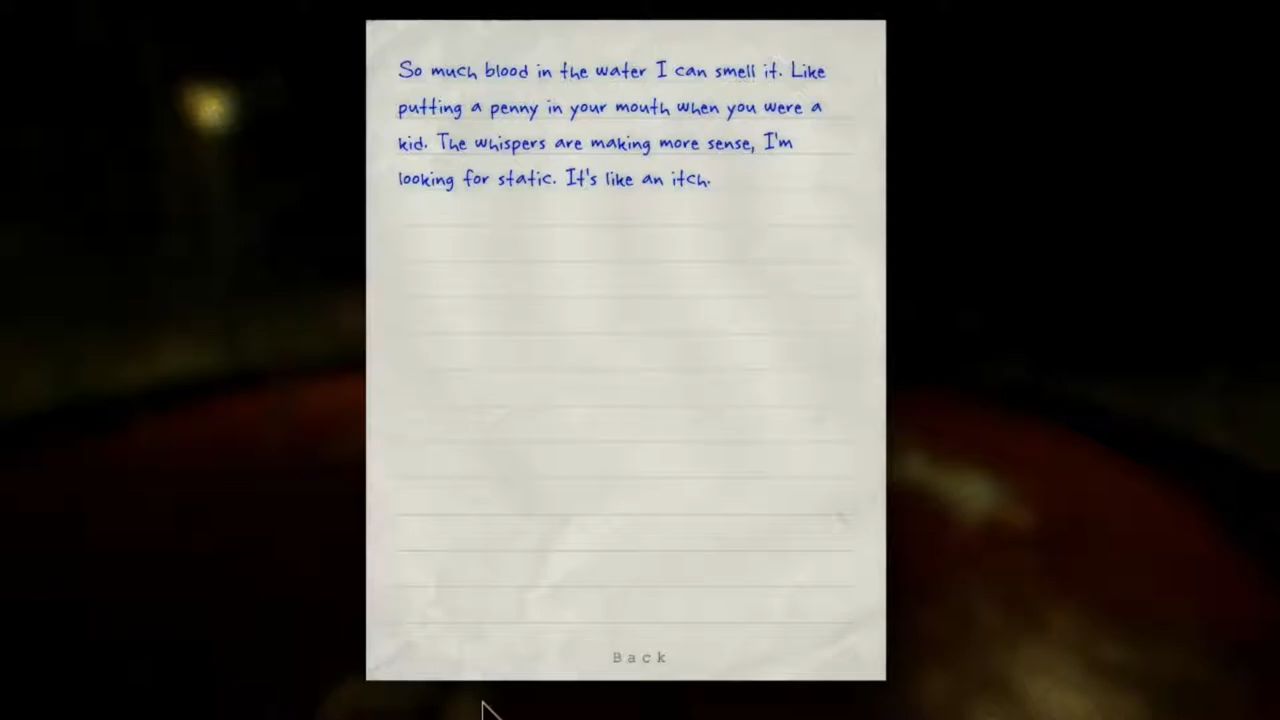 So much blood in the water I can smell it. Like
putting a penny in your mouth when you were a
kid. The whispers are making more sense, I'm
looking for static. It's like an itch.
Back